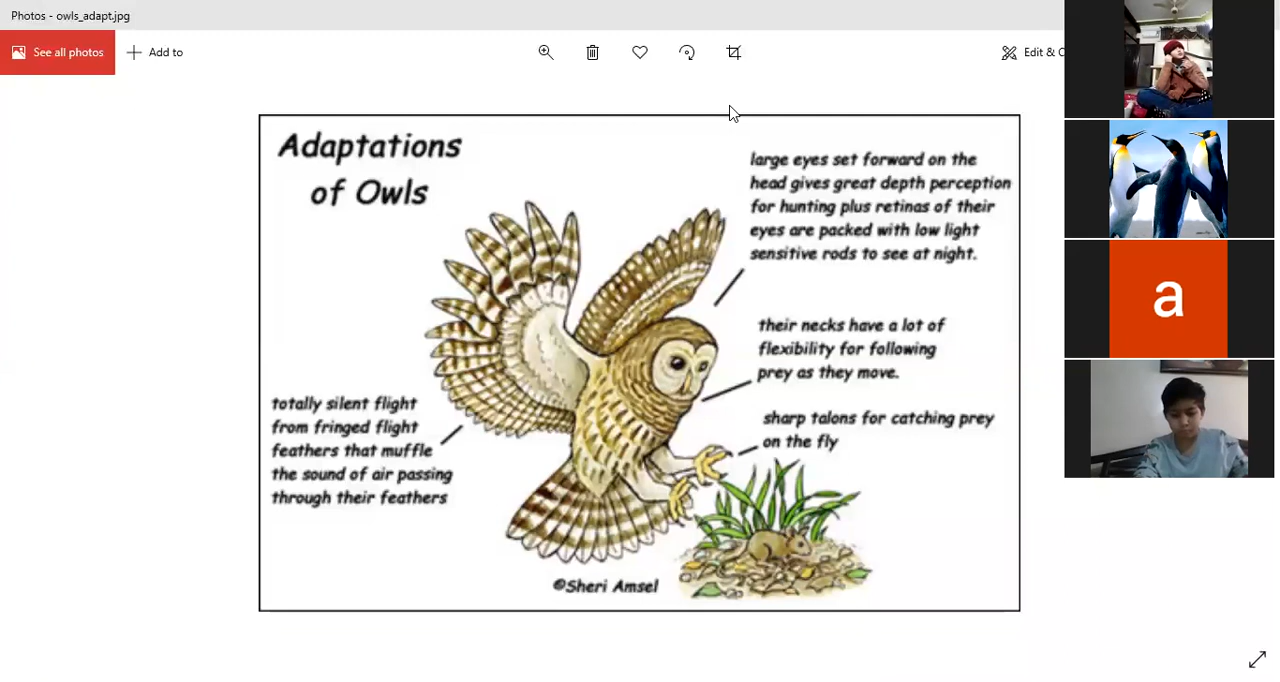 Photos - owls_adapt.jpg
See all photos
Add to
Edit & C
Adaptations
of Owls
large eyes set forward on the
head gives great depth perception
for hunting plus retinas of their
eyes are packed with low light
sensitive rods to see at night.
their necks have a lot of
flexibility for following
prey as they move.
sharp talons for catching prey
on the fly
totally silent flight
from fringed flight
feathers that muffle
the sound of air passing
through their feathers
©Sheri Amsel
a